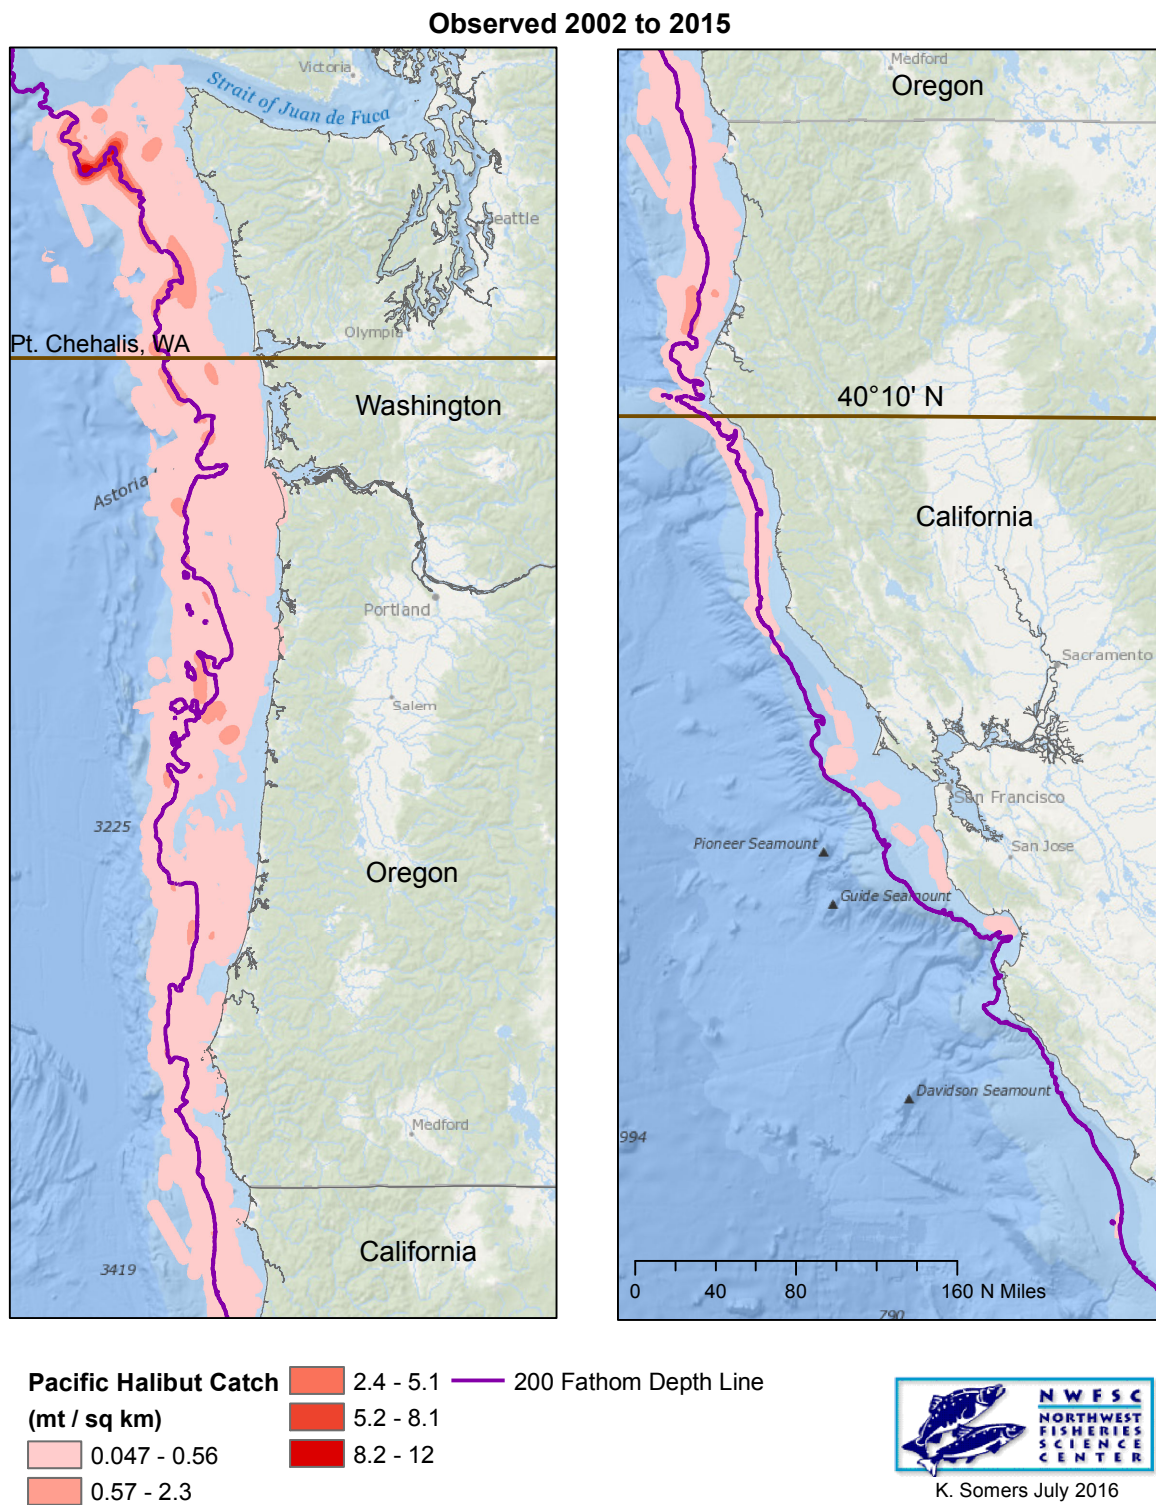 Observed 2002 to 2015
Victoria
Strait of Juan de Fuca
Seattle
Olympia
Pt. Chehalis, WA
Washington
Astoria
Portland
Salem
3225
Oregon
Medford
California
3419
Medford
Oregon
40°10' N
California
Sacramento
San Francisco
San Jose
Pioneer Seamount
Guide Seamount
Davidson Seamount
994
0 40 80 160 N Miles
790
Pacific Halibut Catch
(mt / sq km)
0.047 - 0.56
0.57 - 2.3
2.4 - 5.1
5.2 - 8.1
8.2 - 12
200 Fathom Depth Line
NWFSC
NORTHWEST
FISHERIES
SCIENCE
CENTER
K. Somers July 2016